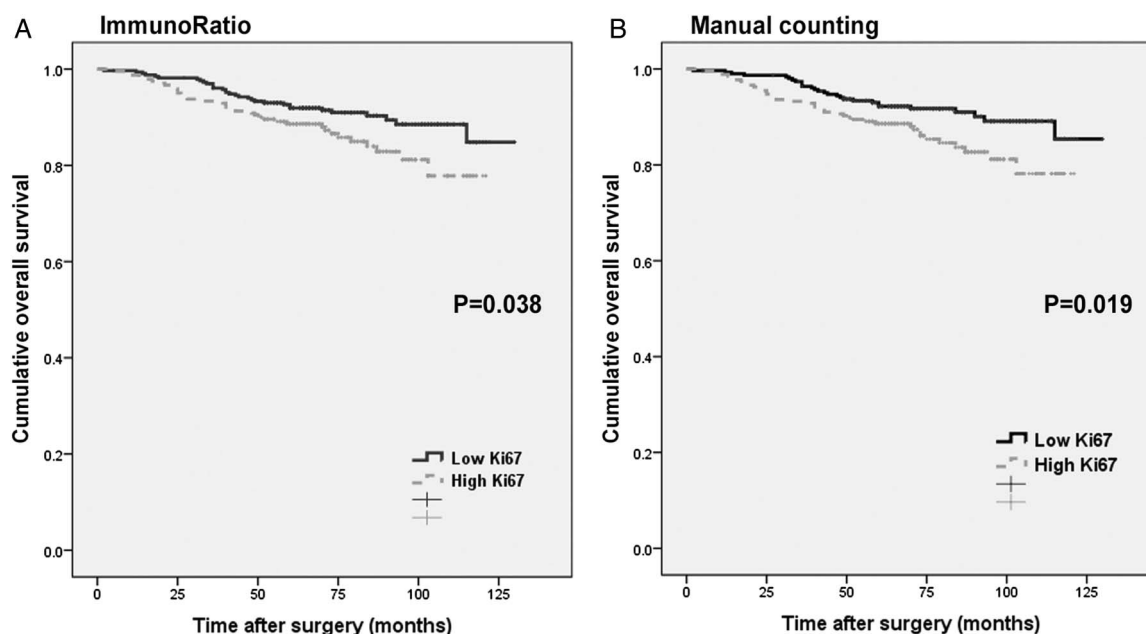 A ImmunoRatio
1.0
0.8
0.6
0.4
0.2
0.0
Cumulative overall survival
P=0.038
Low Ki67
High Ki67
0 25 50 75 100 125
Time after surgery (months)
B Manual counting
1.0
0.8
0.6
0.4
0.2
0.0
Cumulative overall survival
P=0.019
Low Ki67
High Ki67
0 25 50 75 100 125
Time after surgery (months)